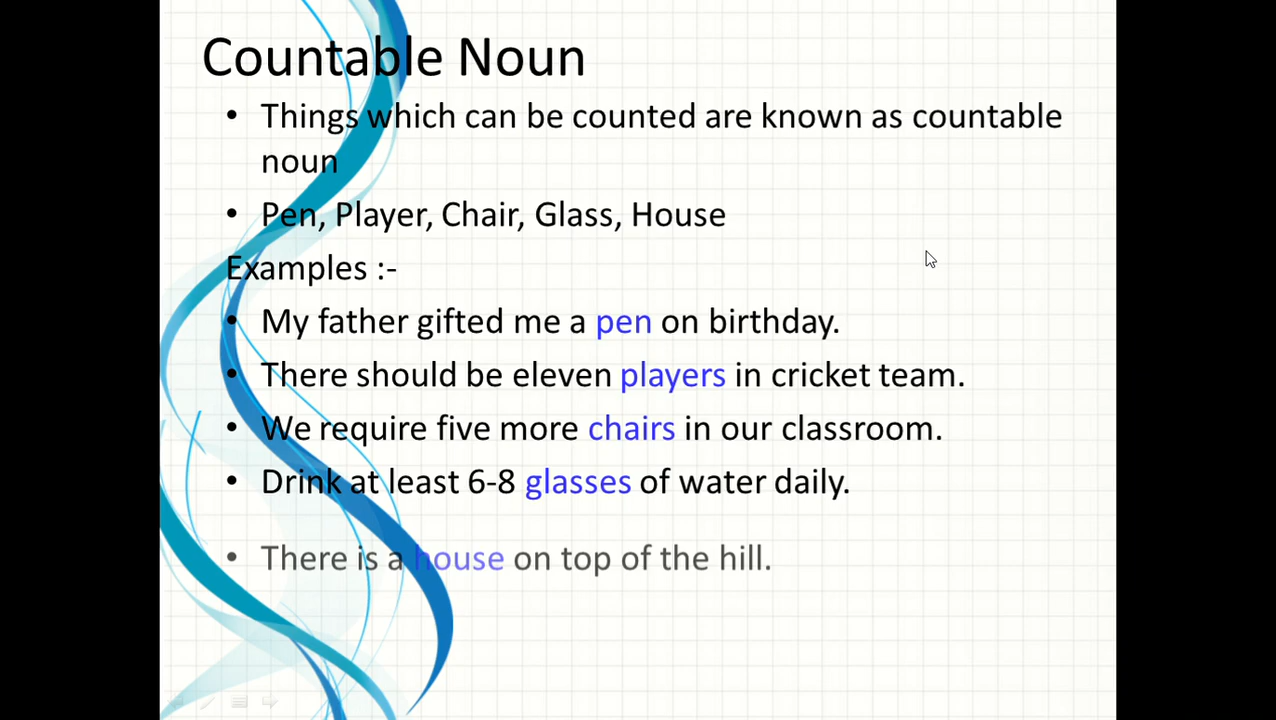 Countable Noun
• Things which can be counted are known as countable
noun
• Pen, Player, Chair, Glass, House
Examples :-
• My father gifted me a pen on birthday.
• There should be eleven players in cricket team.
• We require five more chairs in our classroom.
• Drink at least 6-8 glasses of water daily.
• There is a house on top of the hill.